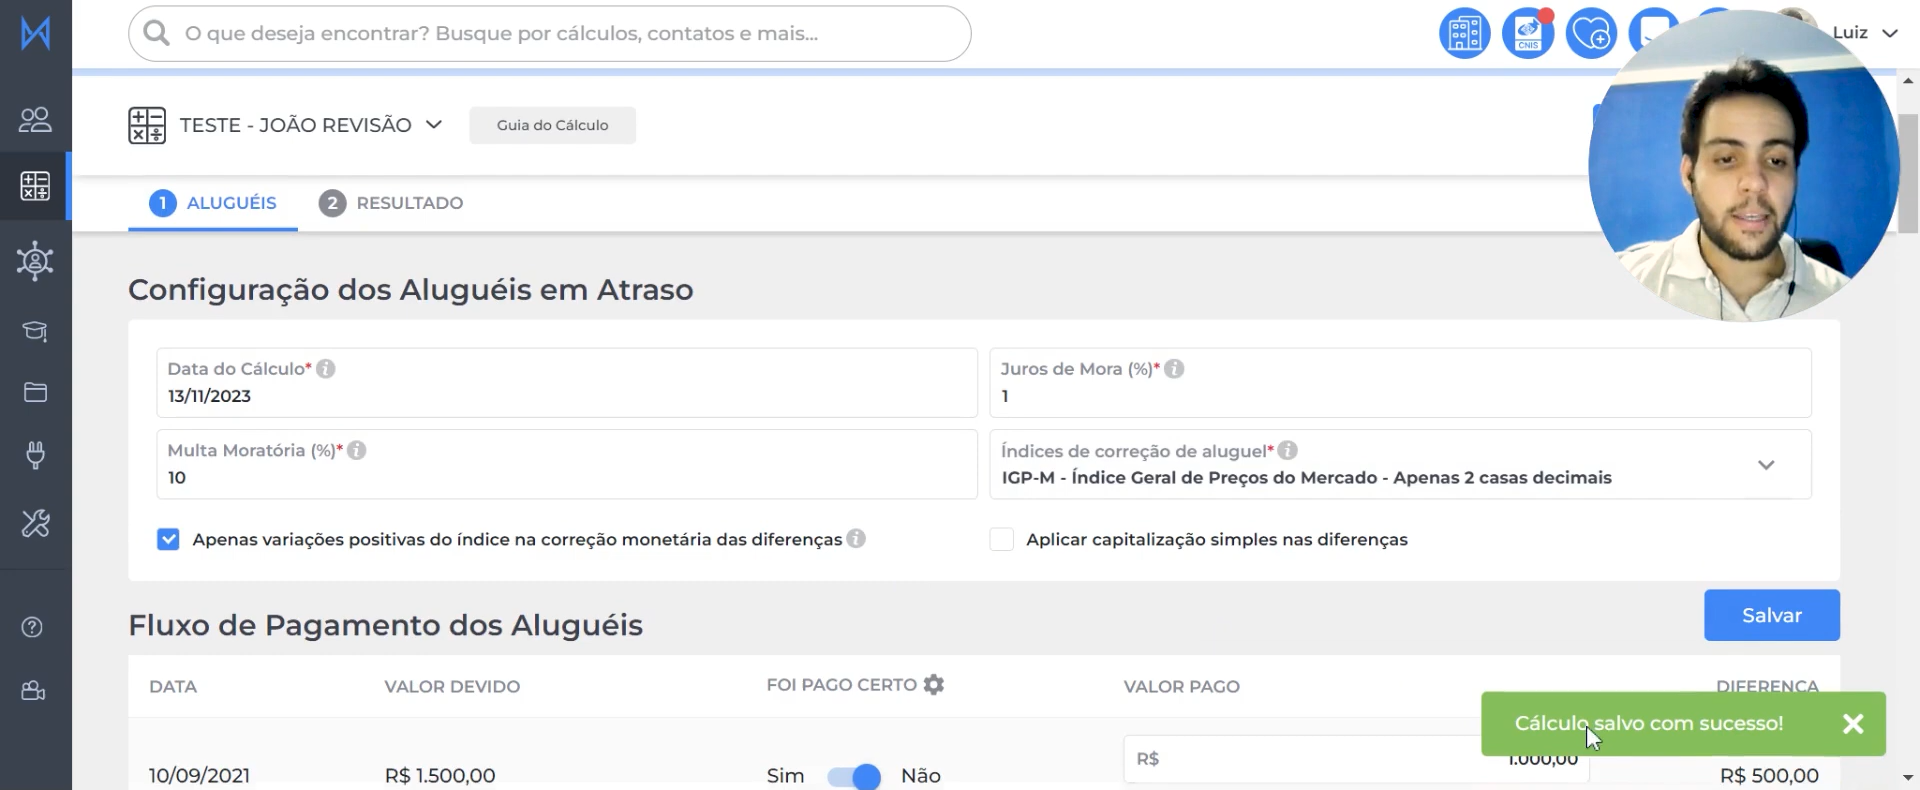 O que deseja encontrar? Busque por cálculos, contatos e mais...
CNIS
Luiz
TESTE - JOÃO REVISÃO
Guia do Cálculo
1 ALUGUÉIS
2 RESULTADO
Configuração dos Aluguéis em Atraso
Data do Cálculo*
13/11/2023
Juros de Mora (%)*
1
Multa Moratória (%)*
10
Índices de correção de aluguel*
IGP-M - Índice Geral de Preços do Mercado - Apenas 2 casas decimais
Apenas variações positivas do índice na correção monetária das diferenças
Aplicar capitalização simples nas diferenças
Fluxo de Pagamento dos Aluguéis
Salvar
DATA VALOR DEVIDO FOI PAGO CERTO VALOR PAGO DIFERENÇA
Cálculo salvo com sucesso!
10/09/2021 R$ 1.500,00 Sim Não R$ 1.000,00 R$ 500,00